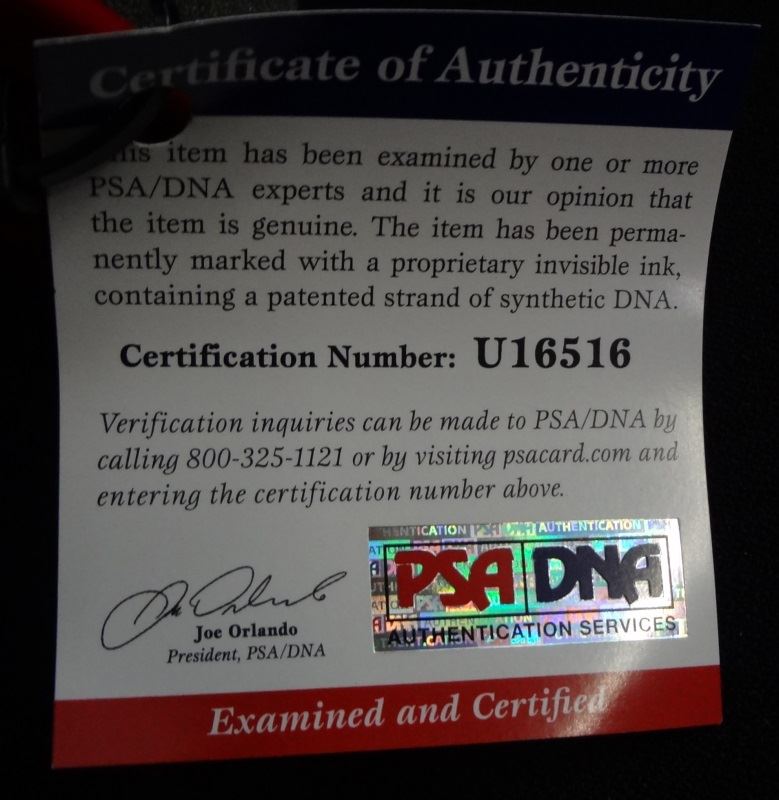 Certificate of Authenticity
This item has been examined by one or more
PSA/DNA experts and it is our opinion that
the item is genuine. The item has been perma-
nently marked with a proprietary invisible ink,
containing a patented strand of synthetic DNA.
Certification Number: U16516
Verification inquiries can be made to PSA/DNA by
calling 800-325-1121 or by visiting psacard.com and
entering the certification number above.
AUTHENTICATION
PSA DNA
AUTHENTICATION SERVICES
Joe Orlando
President, PSA/DNA
Examined and Certified